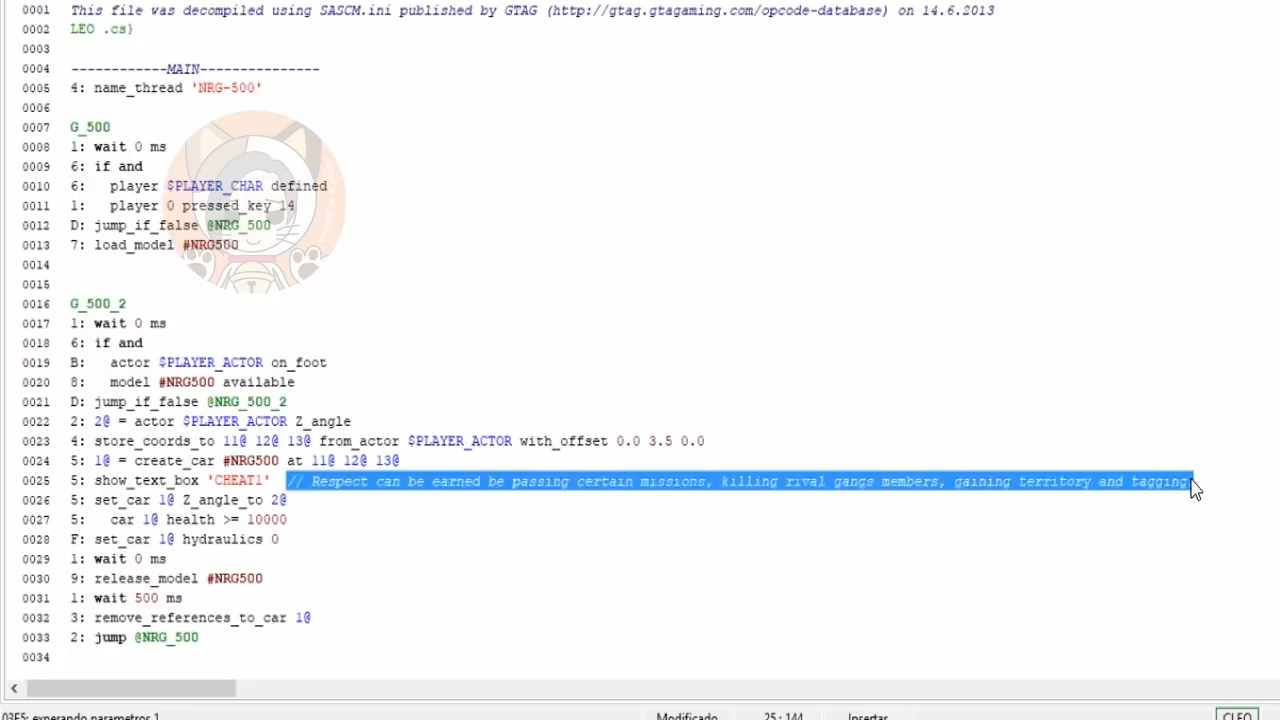 0001 This file was decompiled using SASCM.ini published by GTAG (http://gtag.gtagaming.com/opcode-database) on 14.6.2013
0002 LEO .cs}
0003
0004 ------------MAIN---------------
0005 4: name_thread 'NRG-500'
0006
0007 G_500
0008 1: wait 0 ms
0009 6: if and
0010 6: player $PLAYER_CHAR defined
0011 1: player 0 pressed_key 14
0012 D: jump_if_false @NRG_500
0013 7: load_model #NRG500
0014
0015
0016 G_500_2
0017 1: wait 0 ms
0018 6: if and
0019 B: actor $PLAYER_ACTOR on_foot
0020 8: model #NRG500 available
0021 D: jump_if_false @NRG_500_2
0022 2: 2@ = actor $PLAYER_ACTOR Z_angle
0023 4: store_coords_to 11@ 12@ 13@ from_actor $PLAYER_ACTOR with_offset 0.0 3.5 0.0
0024 5: 1@ = create_car #NRG500 at 11@ 12@ 13@
0025 5: show_text_box 'CHEAT1' // Respect can be earned be passing certain missions, killing rival gangs members, gaining territory and tagging
0026 5: set_car 1@ Z_angle_to 2@
0027 5: car 1@ health >= 10000
0028 F: set_car 1@ hydraulics 0
0029 1: wait 0 ms
0030 9: release_model #NRG500
0031 1: wait 500 ms
0032 3: remove_references_to_car 1@
0033 2: jump @NRG_500
0034
03E5: esperando parametros 1 Modificado 25: 144 Insertar CLEO